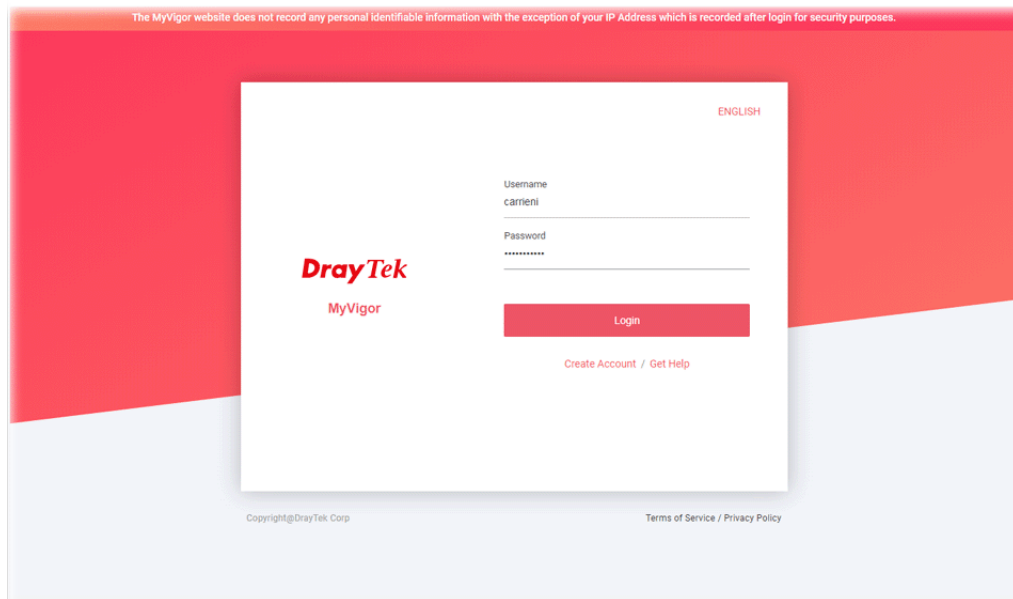 The MyVigor website does not record any personal identifiable information with the exception of your IP Address which is recorded after login for security purposes.
ENGLISH
Username
carrieni
Password
•••••••••••
DrayTek
MyVigor
Login
Create Account / Get Help
Copyright@DrayTek Corp
Terms of Service / Privacy Policy